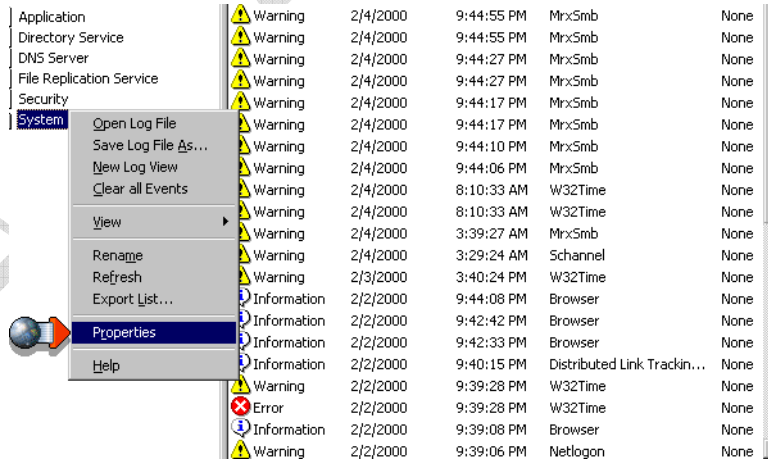 Application
Directory Service
DNS Server
File Replication Service
Security
System
Open Log File
Save Log File As...
New Log View
Clear all Events
View
Rename
Refresh
Export List...
Properties
Help
Warning 2/4/2000 9:44:55 PM MrxSmb None
Warning 2/4/2000 9:44:55 PM MrxSmb None
Warning 2/4/2000 9:44:27 PM MrxSmb None
Warning 2/4/2000 9:44:27 PM MrxSmb None
Warning 2/4/2000 9:44:17 PM MrxSmb None
Warning 2/4/2000 9:44:17 PM MrxSmb None
Warning 2/4/2000 9:44:10 PM MrxSmb None
Warning 2/4/2000 9:44:06 PM MrxSmb None
Warning 2/4/2000 8:10:33 AM W32Time None
Warning 2/4/2000 8:10:33 AM W32Time None
Warning 2/4/2000 3:39:27 AM MrxSmb None
Warning 2/4/2000 3:29:24 AM Schannel None
Warning 2/3/2000 3:40:24 PM W32Time None
Information 2/2/2000 9:44:08 PM Browser None
Information 2/2/2000 9:42:42 PM Browser None
Information 2/2/2000 9:42:33 PM Browser None
Information 2/2/2000 9:40:15 PM Distributed Link Trackin... None
Warning 2/2/2000 9:39:28 PM W32Time None
Error 2/2/2000 9:39:28 PM W32Time None
Information 2/2/2000 9:39:08 PM Browser None
Warning 2/2/2000 9:39:06 PM Netlogon None